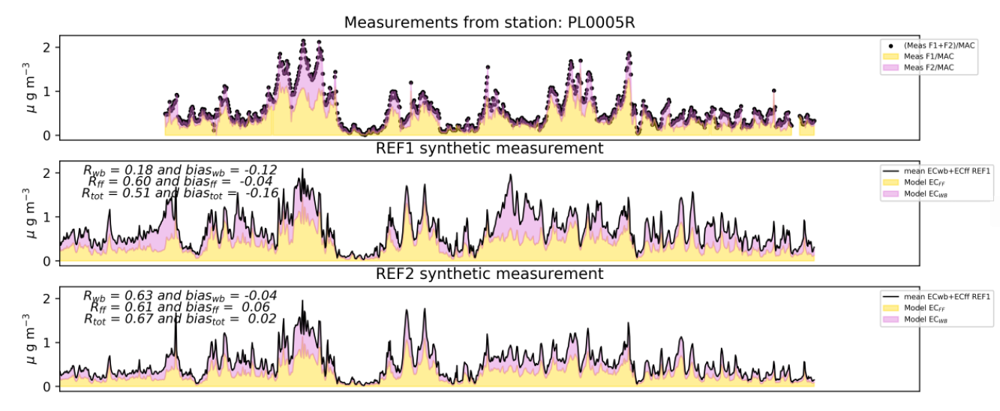 Measurements from station: PL0005R
μ g m⁻³
2
1
0
(Meas F1+F2)/MAC
Meas F1/MAC
Meas F2/MAC
REF1 synthetic measurement
μ g m⁻³
2
1
0
R_wb = 0.18 and bias_wb = -0.12
R_ff = 0.60 and bias_ff = -0.04
R_tot = 0.51 and bias_tot = -0.16
mean ECwb+ECff REF1
Model EC_FF
Model EC_WB
REF2 synthetic measurement
μ g m⁻³
2
1
0
R_wb = 0.63 and bias_wb = -0.04
R_ff = 0.61 and bias_ff = 0.06
R_tot = 0.67 and bias_tot = 0.02
mean ECwb+ECff REF1
Model EC_FF
Model EC_WB